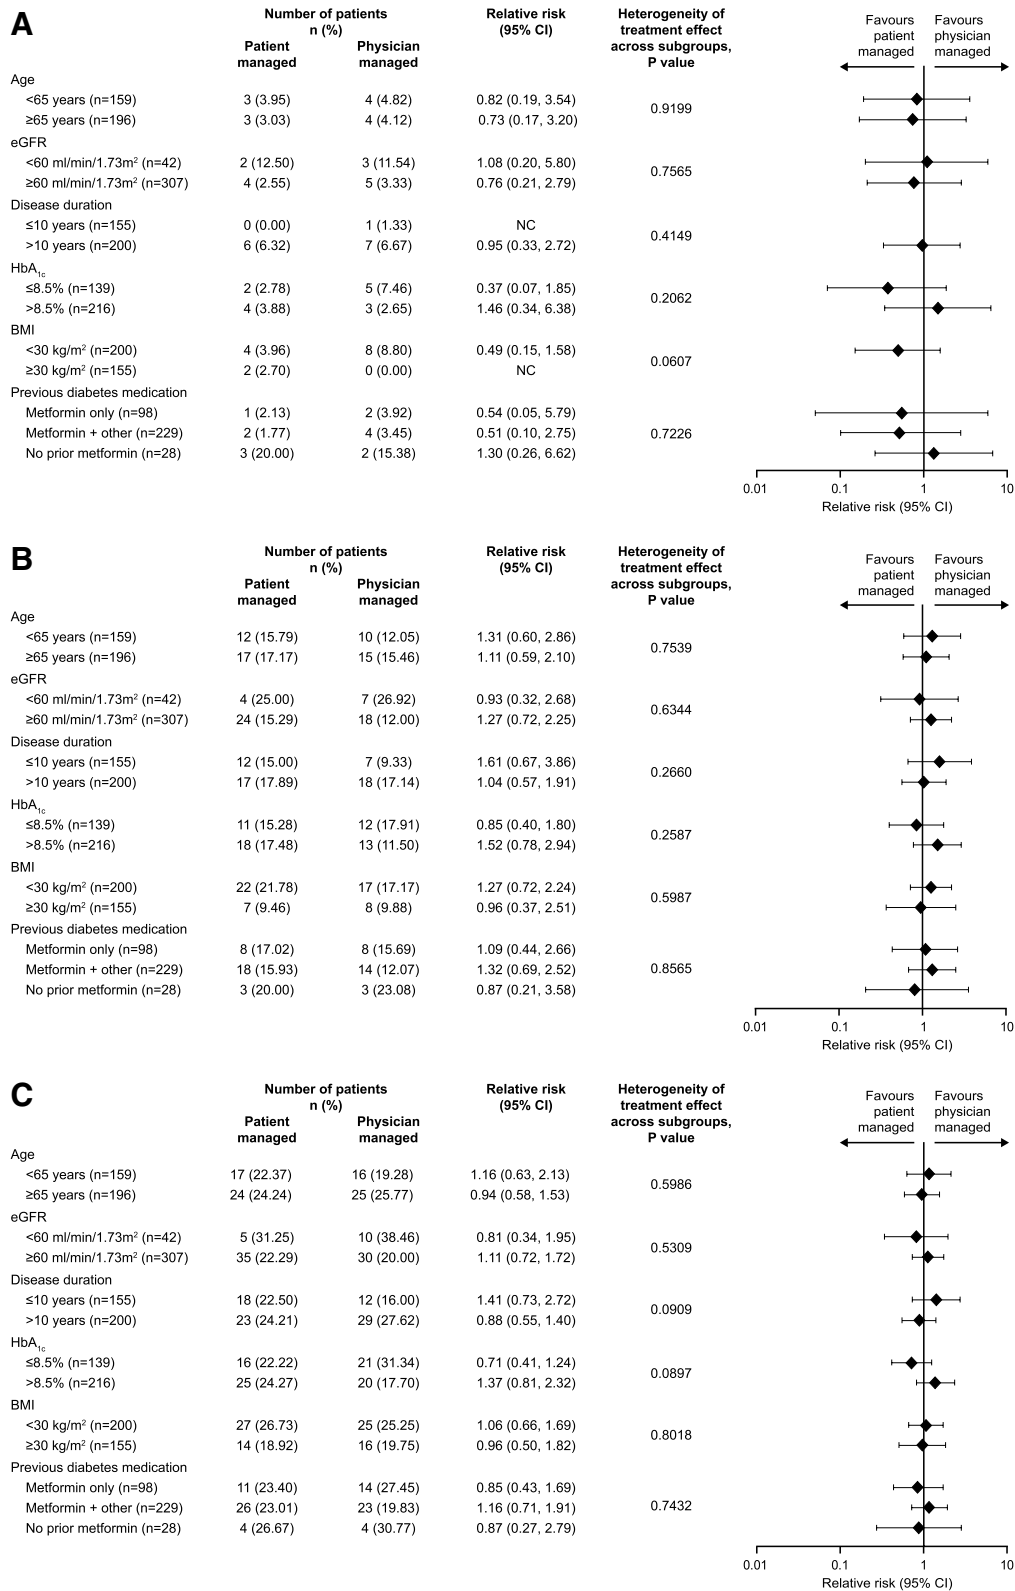 A
Number of patients n (%)
Relative risk (95% CI)
Heterogeneity of treatment effect across subgroups, P value
Patient managed
Physician managed
Favours patient managed
Favours physician managed
Age
<65 years (n=159) 3 (3.95) 4 (4.82) 0.82 (0.19, 3.54)
0.9199
≥65 years (n=196) 3 (3.03) 4 (4.12) 0.73 (0.17, 3.20)
eGFR
<60 ml/min/1.73m² (n=42) 2 (12.50) 3 (11.54) 1.08 (0.20, 5.80)
0.7565
≥60 ml/min/1.73m² (n=307) 4 (2.55) 5 (3.33) 0.76 (0.21, 2.79)
Disease duration
≤10 years (n=155) 0 (0.00) 1 (1.33) NC
0.4149
>10 years (n=200) 6 (6.32) 7 (6.67) 0.95 (0.33, 2.72)
HbA1c
≤8.5% (n=139) 2 (2.78) 5 (7.46) 0.37 (0.07, 1.85)
0.2062
>8.5% (n=216) 4 (3.88) 3 (2.65) 1.46 (0.34, 6.38)
BMI
<30 kg/m² (n=200) 4 (3.96) 8 (8.80) 0.49 (0.15, 1.58)
0.0607
≥30 kg/m² (n=155) 2 (2.70) 0 (0.00) NC
Previous diabetes medication
Metformin only (n=98) 1 (2.13) 2 (3.92) 0.54 (0.05, 5.79)
Metformin + other (n=229) 2 (1.77) 4 (3.45) 0.51 (0.10, 2.75) 0.7226
No prior metformin (n=28) 3 (20.00) 2 (15.38) 1.30 (0.26, 6.62)
0.01 0.1 1 10
Relative risk (95% CI)
B
Number of patients n (%)
Relative risk (95% CI)
Heterogeneity of treatment effect across subgroups, P value
Patient managed
Physician managed
Favours patient managed
Favours physician managed
Age
<65 years (n=159) 12 (15.79) 10 (12.05) 1.31 (0.60, 2.86)
0.7539
≥65 years (n=196) 17 (17.17) 15 (15.46) 1.11 (0.59, 2.10)
eGFR
<60 ml/min/1.73m² (n=42) 4 (25.00) 7 (26.92) 0.93 (0.32, 2.68)
0.6344
≥60 ml/min/1.73m² (n=307) 24 (15.29) 18 (12.00) 1.27 (0.72, 2.25)
Disease duration
≤10 years (n=155) 12 (15.00) 7 (9.33) 1.61 (0.67, 3.86)
0.2660
>10 years (n=200) 17 (17.89) 18 (17.14) 1.04 (0.57, 1.91)
HbA1c
≤8.5% (n=139) 11 (15.28) 12 (17.91) 0.85 (0.40, 1.80)
0.2587
>8.5% (n=216) 18 (17.48) 13 (11.50) 1.52 (0.78, 2.94)
BMI
<30 kg/m² (n=200) 22 (21.78) 17 (17.17) 1.27 (0.72, 2.24)
0.5987
≥30 kg/m² (n=155) 7 (9.46) 8 (9.88) 0.96 (0.37, 2.51)
Previous diabetes medication
Metformin only (n=98) 8 (17.02) 8 (15.69) 1.09 (0.44, 2.66)
Metformin + other (n=229) 18 (15.93) 14 (12.07) 1.32 (0.69, 2.52) 0.8565
No prior metformin (n=28) 3 (20.00) 3 (23.08) 0.87 (0.21, 3.58)
0.01 0.1 1 10
Relative risk (95% CI)
C
Number of patients n (%)
Relative risk (95% CI)
Heterogeneity of treatment effect across subgroups, P value
Patient managed
Physician managed
Favours patient managed
Favours physician managed
Age
<65 years (n=159) 17 (22.37) 16 (19.28) 1.16 (0.63, 2.13)
0.5986
≥65 years (n=196) 24 (24.24) 25 (25.77) 0.94 (0.58, 1.53)
eGFR
<60 ml/min/1.73m² (n=42) 5 (31.25) 10 (38.46) 0.81 (0.34, 1.95)
0.5309
≥60 ml/min/1.73m² (n=307) 35 (22.29) 30 (20.00) 1.11 (0.72, 1.72)
Disease duration
≤10 years (n=155) 18 (22.50) 12 (16.00) 1.41 (0.73, 2.72)
0.0909
>10 years (n=200) 23 (24.21) 29 (27.62) 0.88 (0.55, 1.40)
HbA1c
≤8.5% (n=139) 16 (22.22) 21 (31.34) 0.71 (0.41, 1.24)
0.0897
>8.5% (n=216) 25 (24.27) 20 (17.70) 1.37 (0.81, 2.32)
BMI
<30 kg/m² (n=200) 27 (26.73) 25 (25.25) 1.06 (0.66, 1.69)
0.8018
≥30 kg/m² (n=155) 14 (18.92) 16 (19.75) 0.96 (0.50, 1.82)
Previous diabetes medication
Metformin only (n=98) 11 (23.40) 14 (27.45) 0.85 (0.43, 1.69)
Metformin + other (n=229) 26 (23.01) 23 (19.83) 1.16 (0.71, 1.91) 0.7432
No prior metformin (n=28) 4 (26.67) 4 (30.77) 0.87 (0.27, 2.79)
0.01 0.1 1 10
Relative risk (95% CI)